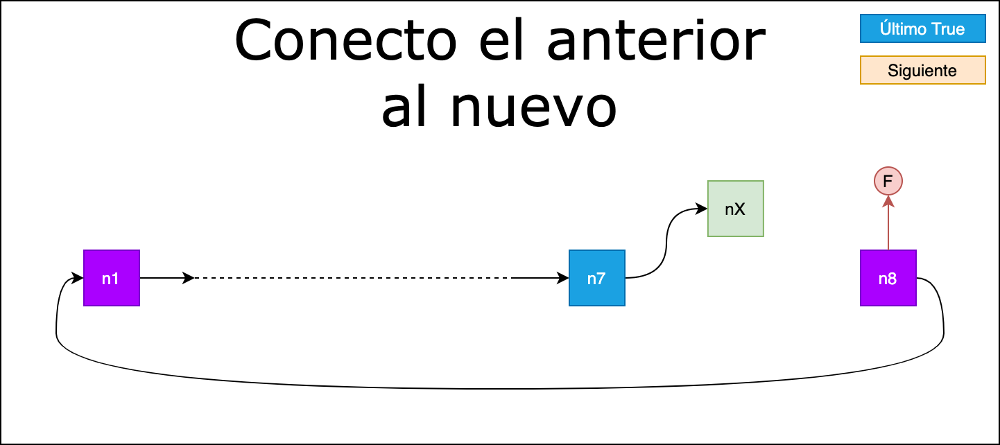 Conecto el anterior
al nuevo
Último True
Siguiente
F
nX
n1
n7
n8